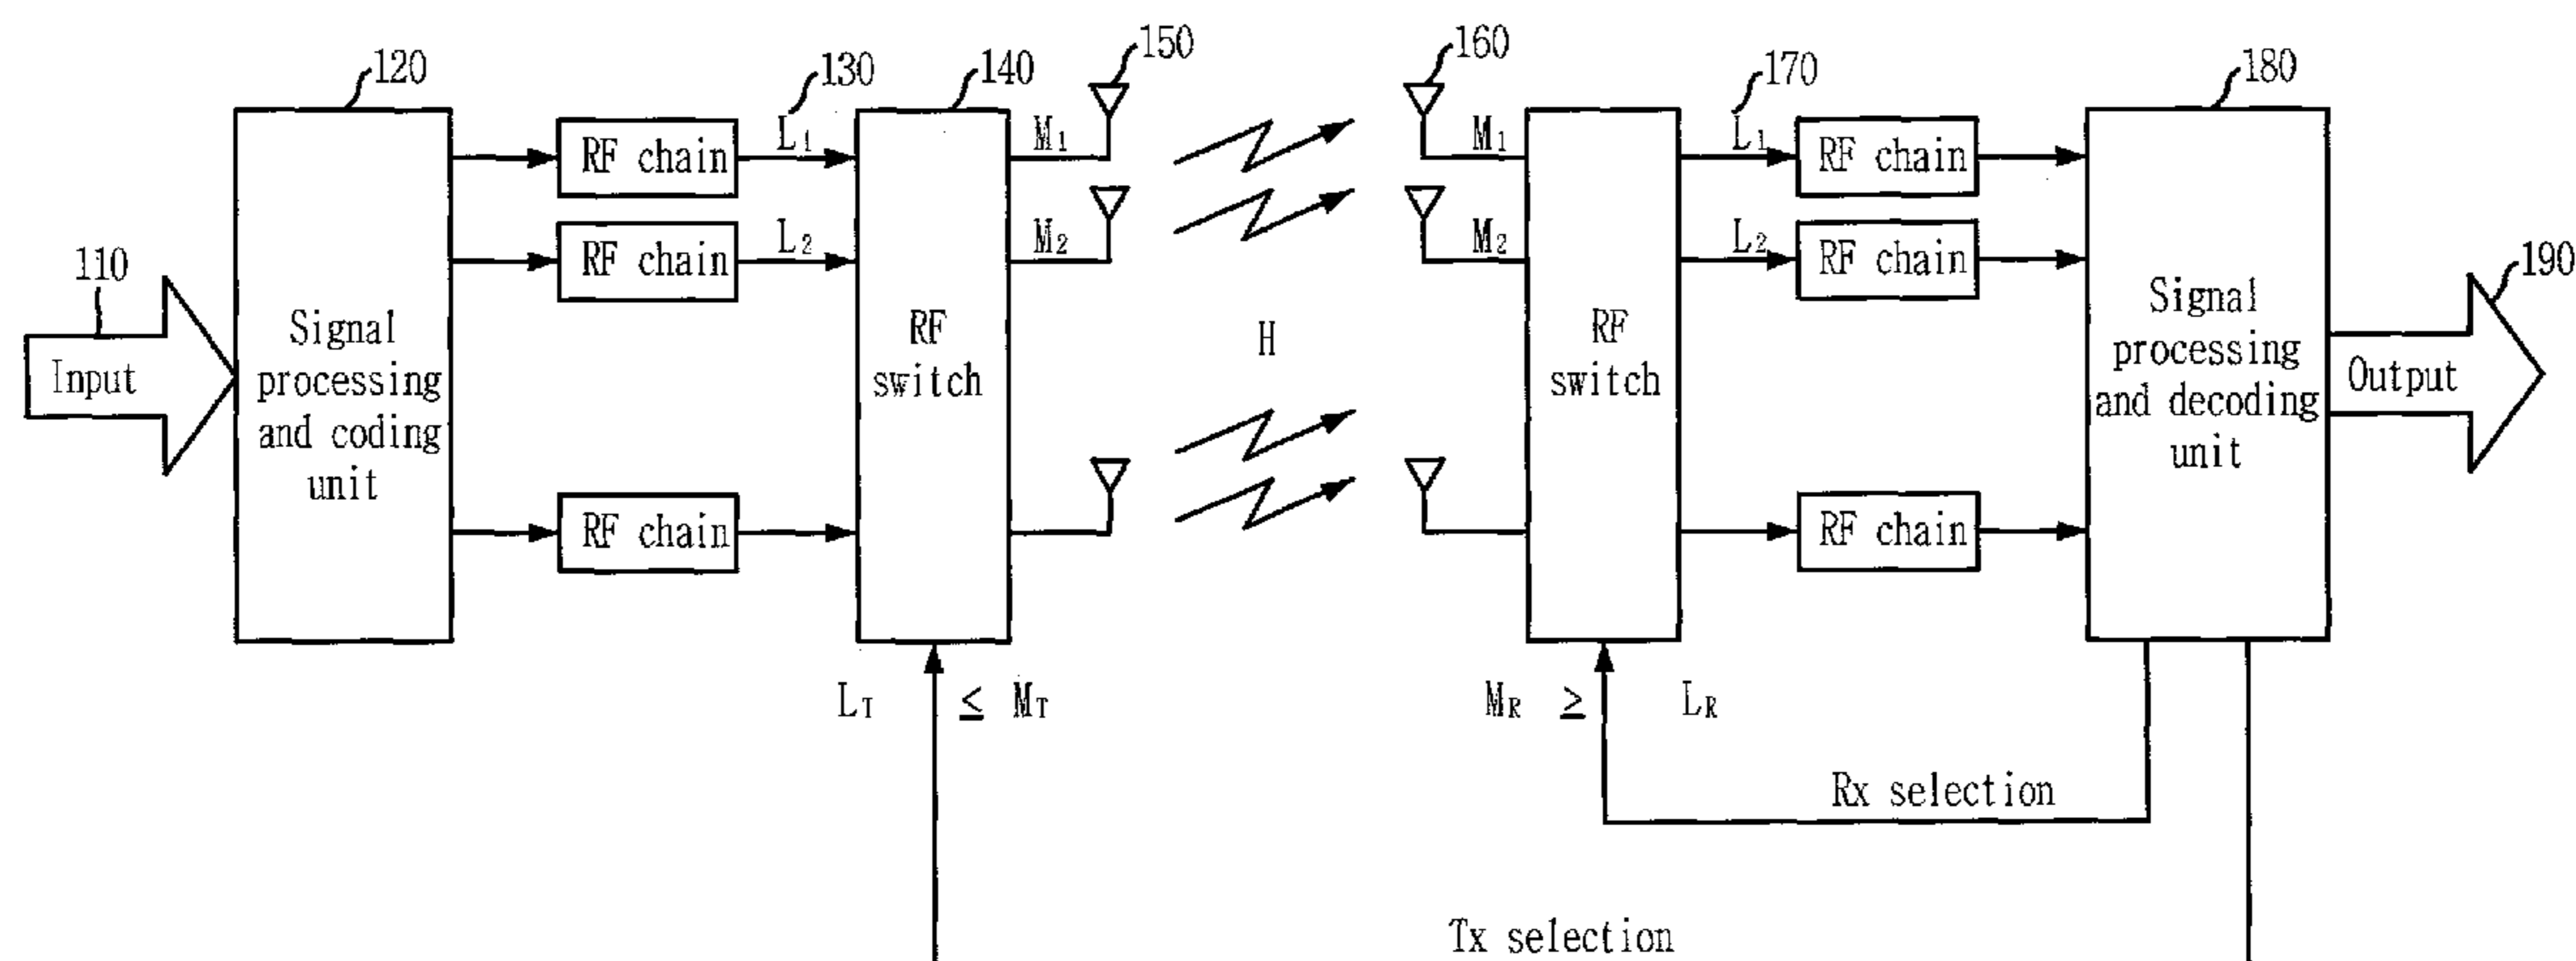 120
130
140
150
160
170
180
RF chain
L1
M1
M1
L1
RF chain
RF chain
L2
M2
M2
L2
RF chain
110
190
Input
Signal
processing
and coding
unit
RF
switch
H
RF
switch
Signal
processing
and decoding
unit
Output
RF chain
RF chain
LT ≤ MT
MR ≥ LR
Rx selection
Tx selection